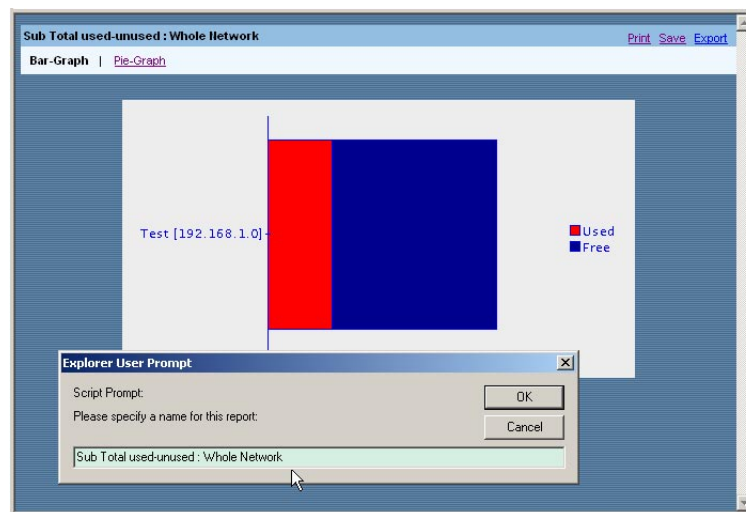 Sub Total used-unused : Whole Network
Print Save Export
Bar-Graph | Pie-Graph
Test [192.168.1.0]
Used
Free
Explorer User Prompt
Script Prompt:
OK
Please specify a name for this report:
Cancel
Sub Total used-unused : Whole Network